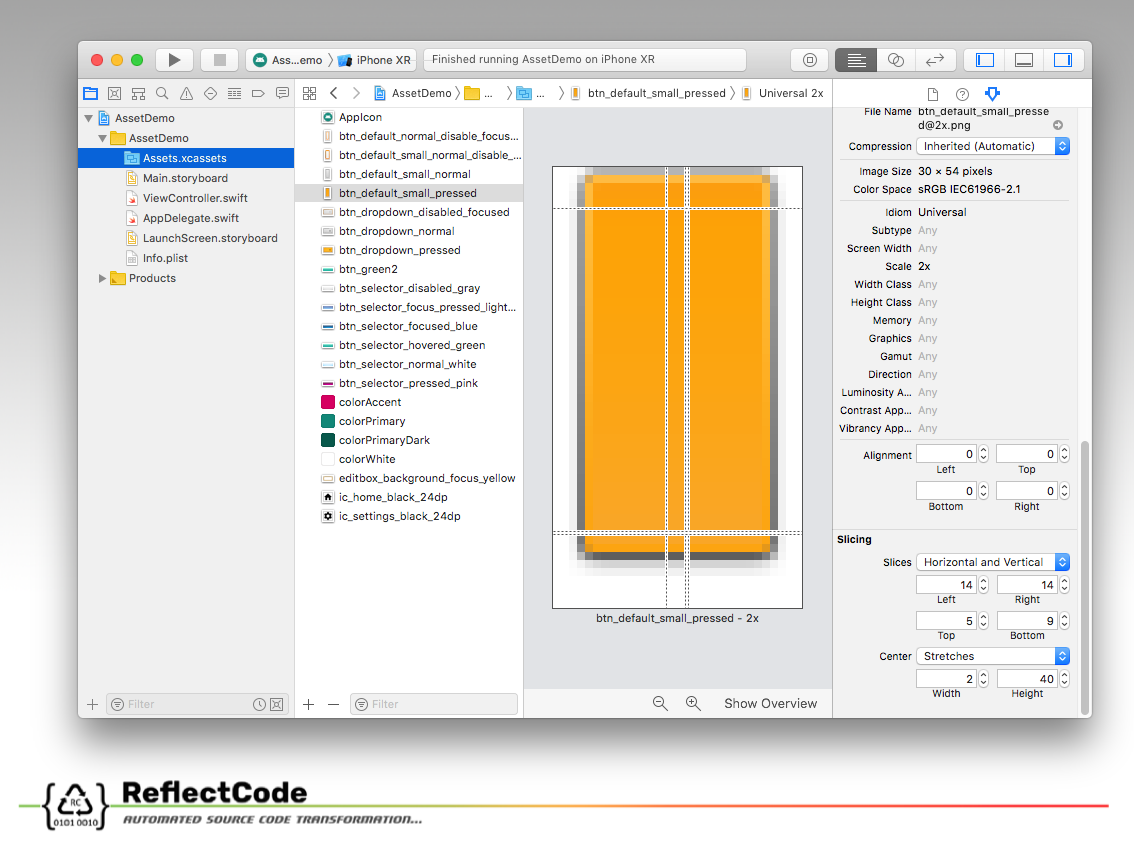 Ass...emo
iPhone XR
Finished running AssetDemo on iPhone XR
AssetDemo
...
...
btn_default_small_pressed
Universal 2x
AssetDemo
AssetDemo
Assets.xcassets
Main.storyboard
ViewController.swift
AppDelegate.swift
LaunchScreen.storyboard
Info.plist
Products
Filter
AppIcon
btn_default_normal_disable_focus...
btn_default_small_normal_disable_...
btn_default_small_normal
btn_default_small_pressed
btn_dropdown_disabled_focused
btn_dropdown_normal
btn_dropdown_pressed
btn_green2
btn_selector_disabled_gray
btn_selector_focus_pressed_light...
btn_selector_focused_blue
btn_selector_hovered_green
btn_selector_normal_white
btn_selector_pressed_pink
colorAccent
colorPrimary
colorPrimaryDark
colorWhite
editbox_background_focus_yellow
ic_home_black_24dp
ic_settings_black_24dp
Filter
btn_default_small_pressed - 2x
Show Overview
File Name btn_default_small_presse
d@2x.png
Compression Inherited (Automatic)
Image Size 30 × 54 pixels
Color Space sRGB IEC61966-2.1
Idiom Universal
Subtype Any
Screen Width Any
Scale 2x
Width Class Any
Height Class Any
Memory Any
Graphics Any
Gamut Any
Direction Any
Luminosity A... Any
Contrast App... Any
Vibrancy App... Any
Alignment 0 0
Left Top
0 0
Bottom Right
Slicing
Slices Horizontal and Vertical
14 14
Left Right
5 9
Top Bottom
Center Stretches
2 40
Width Height
RC
0101 0010
ReflectCode
AUTOMATED SOURCE CODE TRANSFORMATION...